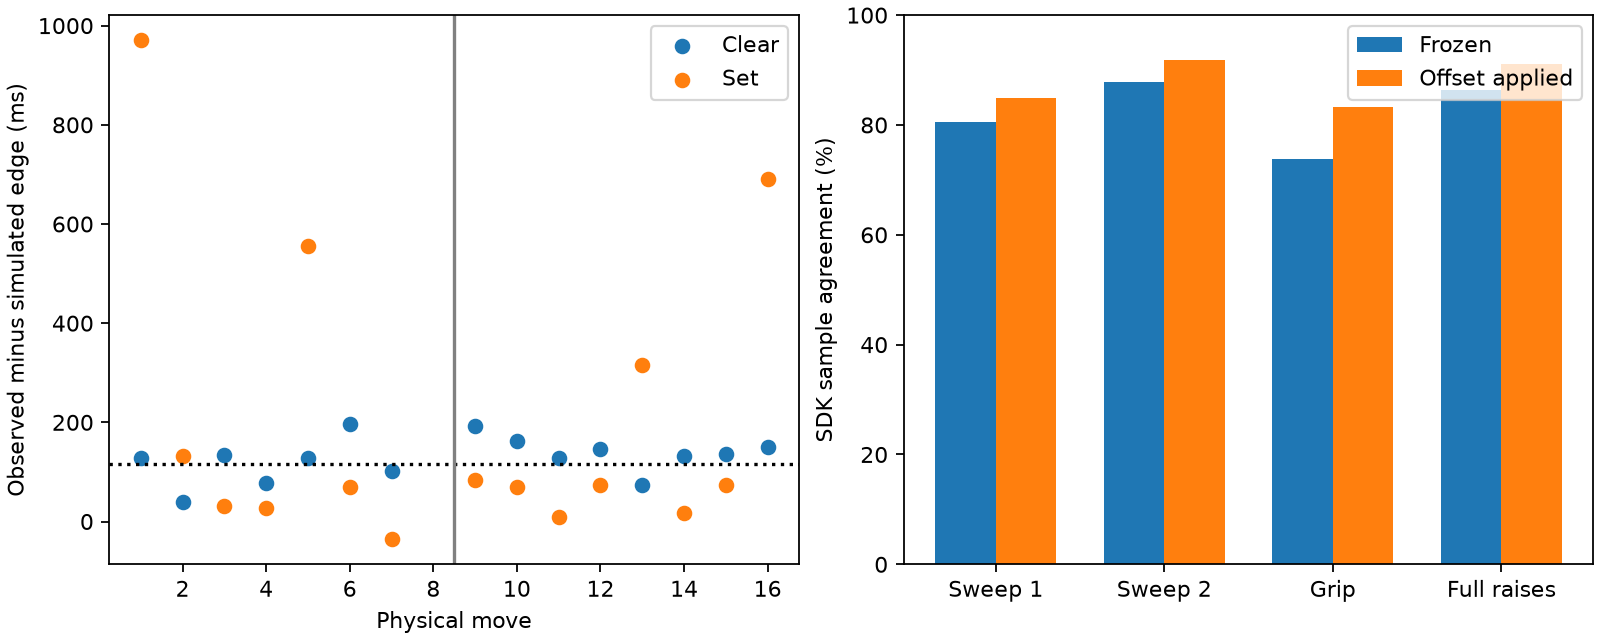 Observed minus simulated edge (ms)
1000
800
600
400
200
0
Clear
Set
2
4
6
8
10
12
14
16
Physical move
SDK sample agreement (%)
100
80
60
40
20
0
Frozen
Offset applied
Sweep 1
Sweep 2
Grip
Full raises